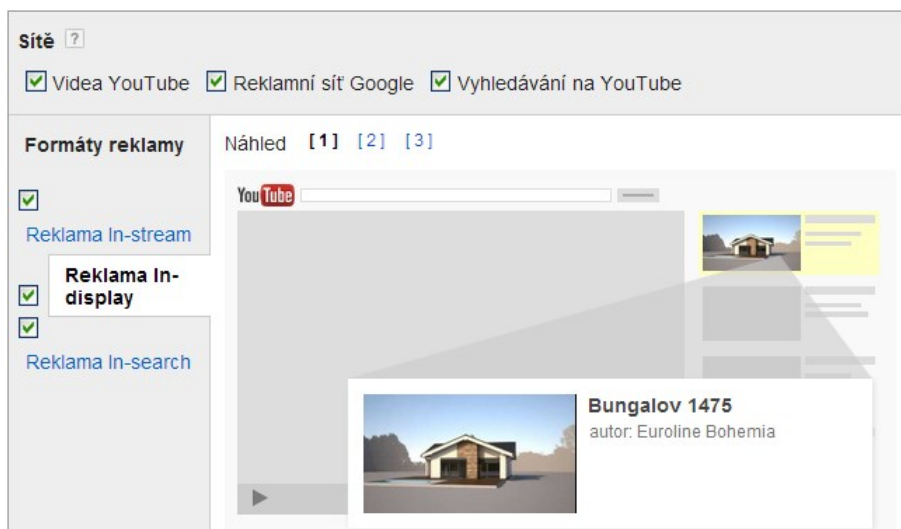 Sítě ?
Videa YouTube Reklamní síť Google Vyhledávání na YouTube
Formáty reklamy
Náhled [1] [2] [3]
YouTube
Reklama In-stream
Reklama In-
display
Reklama In-search
Bungalov 1475
autor: Euroline Bohemia